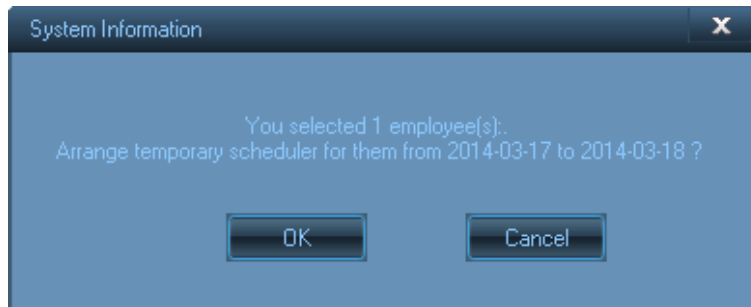 System Information
X
You selected 1 employee(s):.
Arrange temporary scheduler for them from 2014-03-17 to 2014-03-18 ?
OK
Cancel